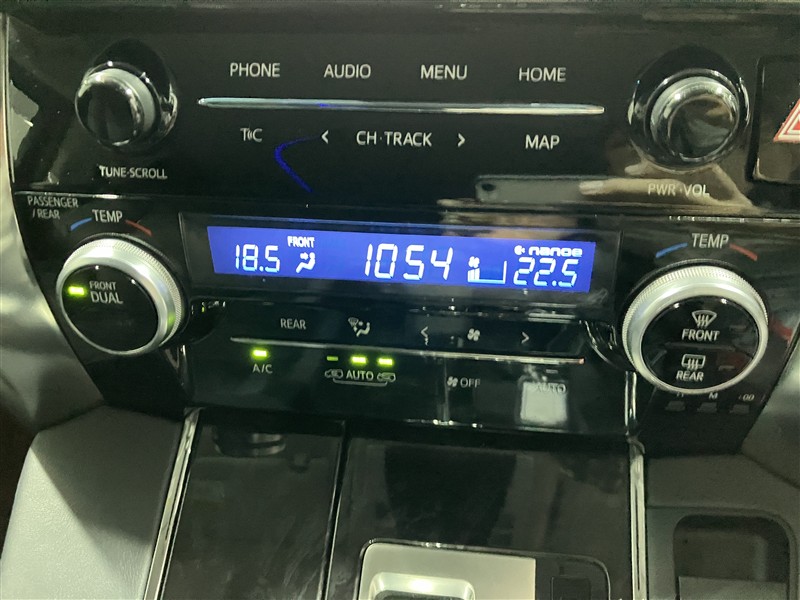 PHONE AUDIO MENU HOME
CH·TRACK MAP
TUNE·SCROLL PWR·VOL
PASSENGER
/REAR
TEMP
FRONT
18.5 1054 nanoe 22.5
TEMP
FRONT
DUAL
REAR
FRONT
REAR
A/C
AUTO
OFF
AUTO
H M :00